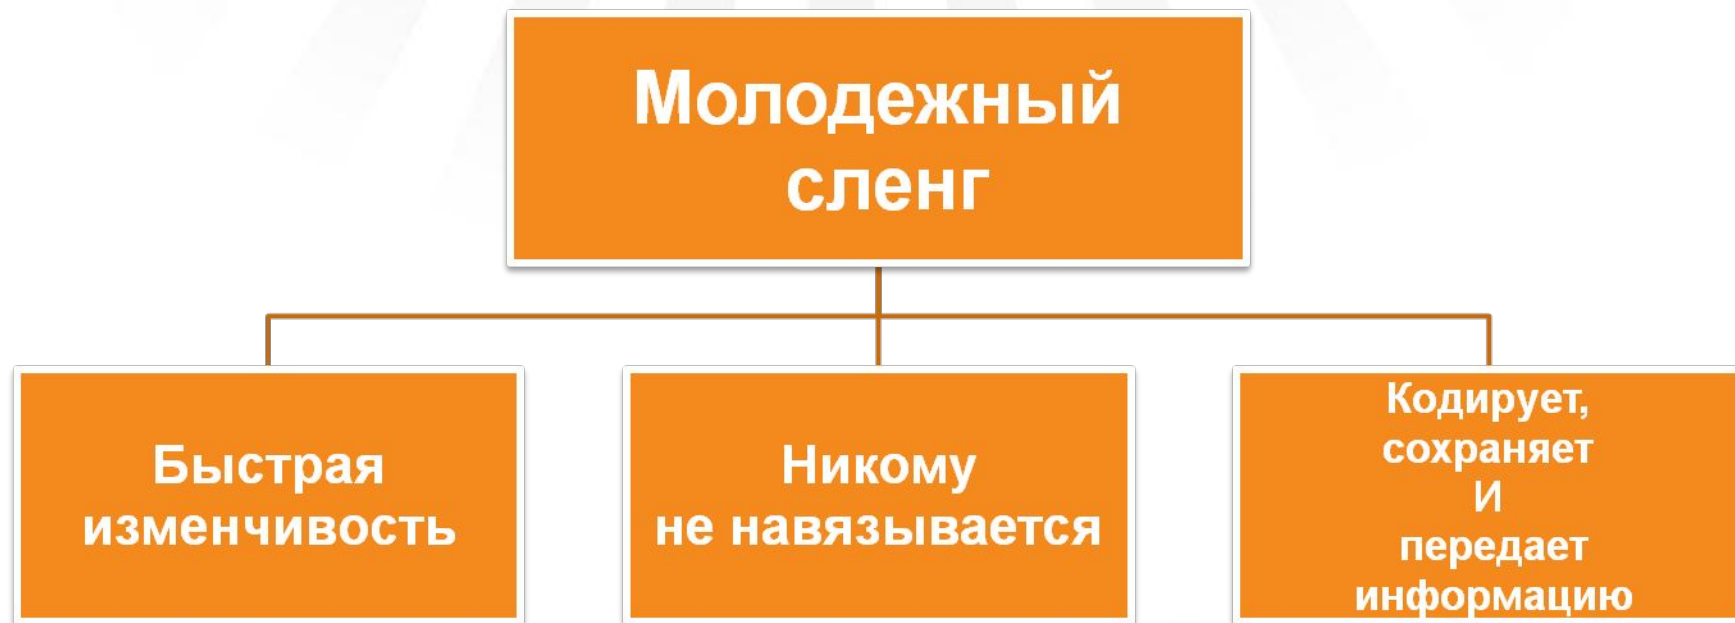 Молодежный
сленг
Быстрая
изменчивость
Никому
не навязывается
Кодирует,
сохраняет
И
передает
информацию